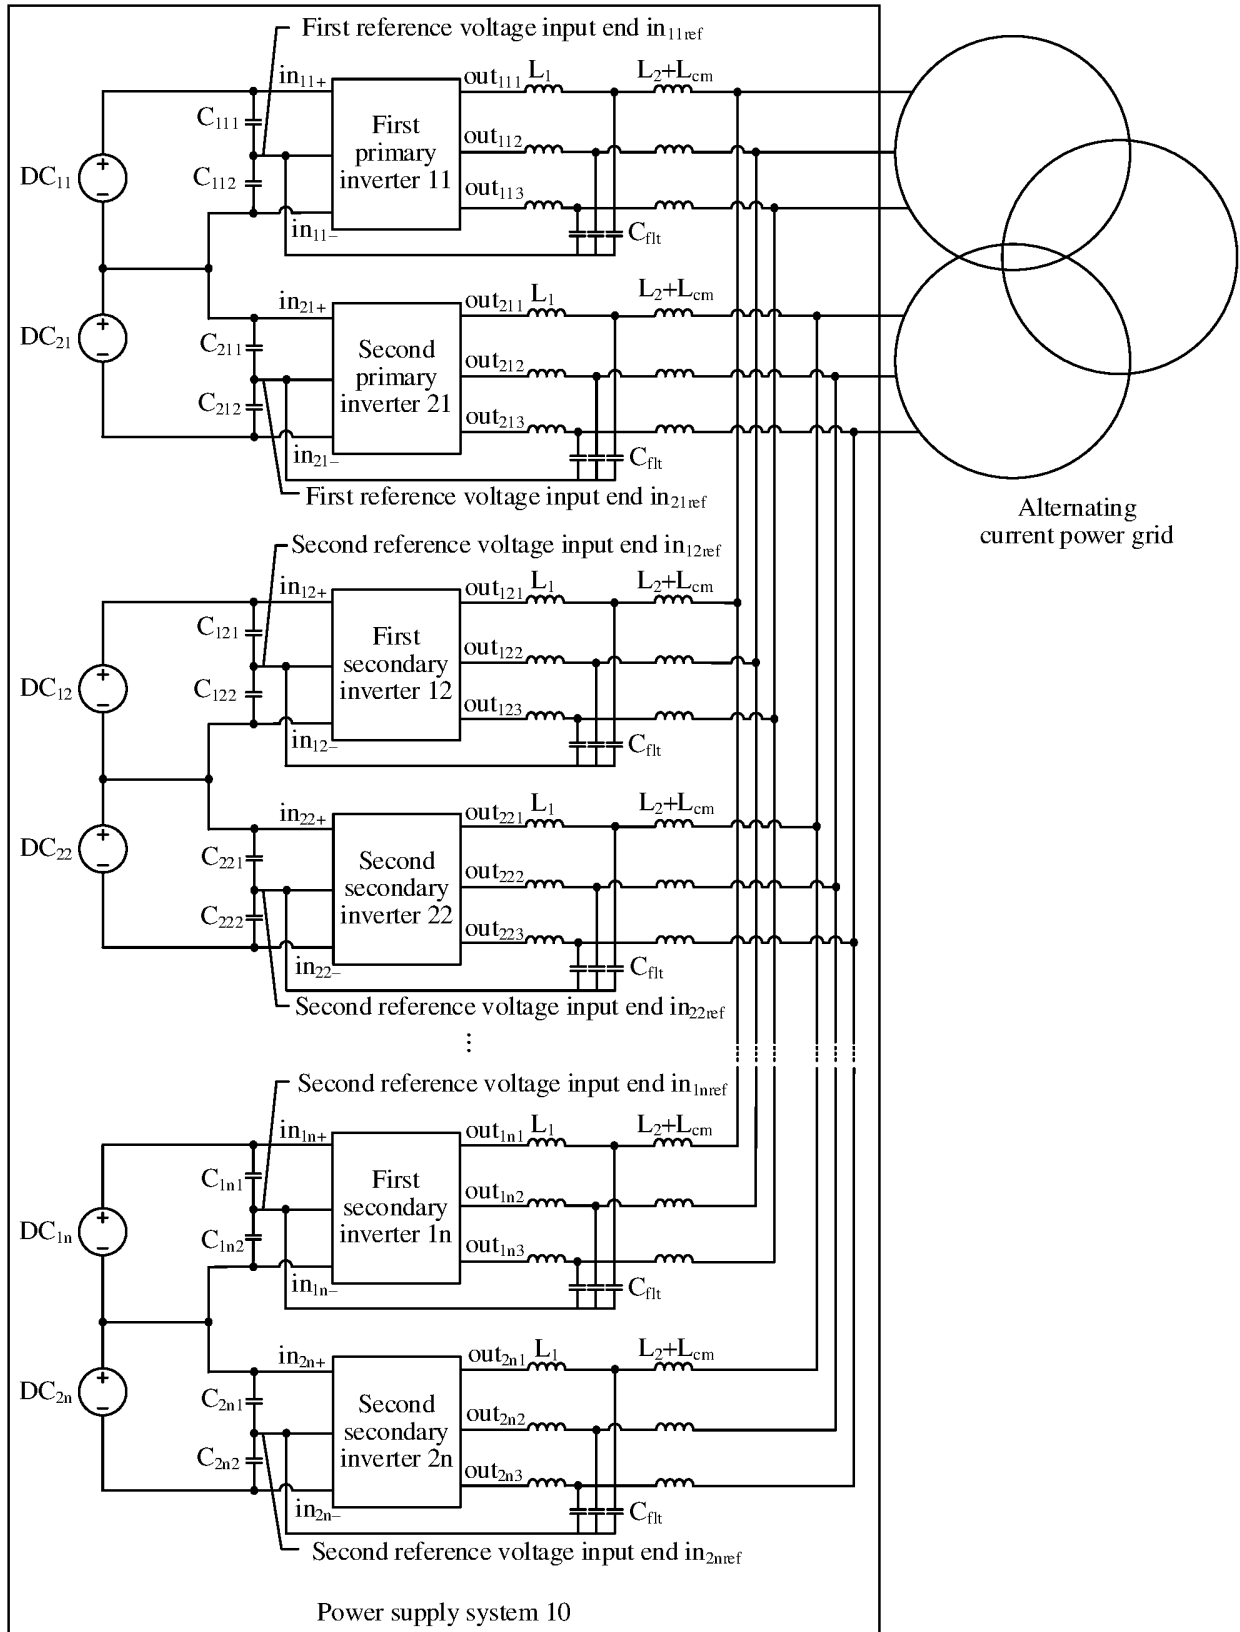 First reference voltage input end in11ref
in11+
out111
L1
L2+Lcm
C111
First
primary
inverter 11
out112
DC11
C112
out113
in11–
Cflt
in21+
out211
L1
L2+Lcm
DC21
C211
Second
primary
inverter 21
out212
C212
out213
in21–
Cflt
First reference voltage input end in21ref
Alternating
current power grid
Second reference voltage input end in12ref
in12+
out121
L1
L2+Lcm
C121
First
secondary
inverter 12
out122
DC12
C122
out123
in12–
Cflt
in22+
out221
L1
L2+Lcm
DC22
C221
Second
secondary
inverter 22
out222
C222
out223
in22–
Cflt
Second reference voltage input end in22ref
⋮
Second reference voltage input end in1nref
in1n+
out1n1
L1
L2+Lcm
C1n1
First
secondary
inverter 1n
out1n2
DC1n
C1n2
out1n3
in1n–
Cflt
in2n+
out2n1
L1
L2+Lcm
DC2n
C2n1
Second
secondary
inverter 2n
out2n2
C2n2
out2n3
in2n–
Cflt
Second reference voltage input end in2nref
Power supply system 10